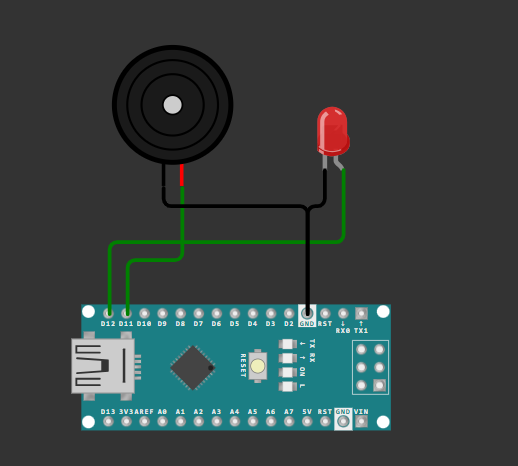 D12 D11 D10 D9 D8 D7 D6 D5 D4 D3 D2 GND RST ↓ ↑
RX0 TX1
RESET
TX RX ON L
↓ ↑
D13 3V3 AREF A0 A1 A2 A3 A4 A5 A6 A7 5V RST GND VIN